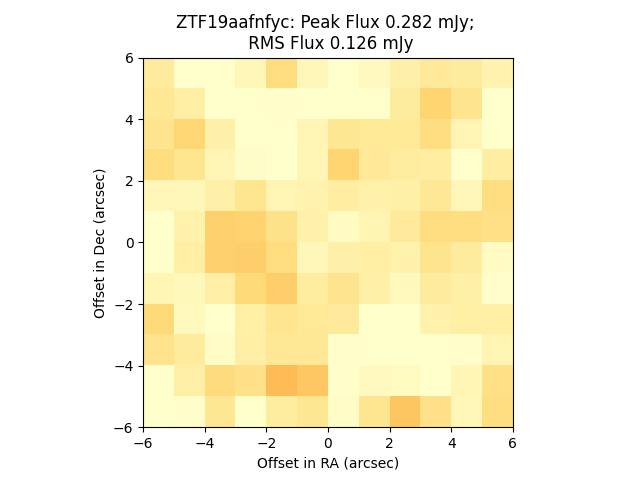 ZTF19aafnfyc: Peak Flux 0.282 mJy;
RMS Flux 0.126 mJy
6
4
2
0
−2
−4
−6
Offset in Dec (arcsec)
−6 −4 −2 0 2 4 6
Offset in RA (arcsec)